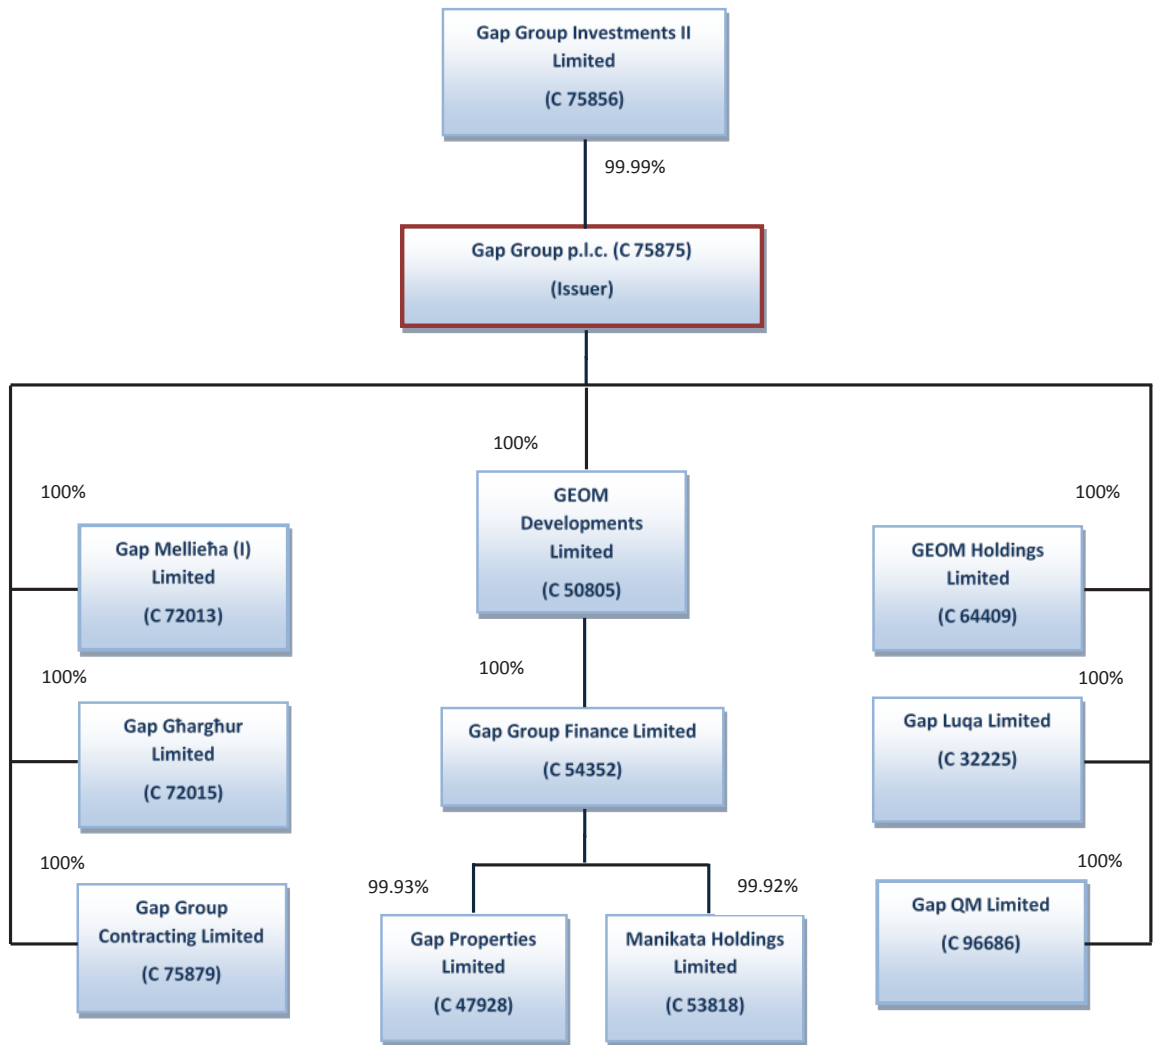 Gap Group Investments II
Limited
(C 75856)
99.99%
Gap Group p.l.c. (C 75875)
(Issuer)
100%
GEOM
Developments
Limited
(C 50805)
100%
Gap Mellieħa (I)
Limited
(C 72013)
100%
GEOM Holdings
Limited
(C 64409)
100%
Gap Għargħur
Limited
(C 72015)
100%
Gap Group Finance Limited
(C 54352)
100%
Gap Luqa Limited
(C 32225)
100%
Gap Group
Contracting Limited
(C 75879)
99.93%
Gap Properties
Limited
(C 47928)
99.92%
Manikata Holdings
Limited
(C 53818)
100%
Gap QM Limited
(C 96686)